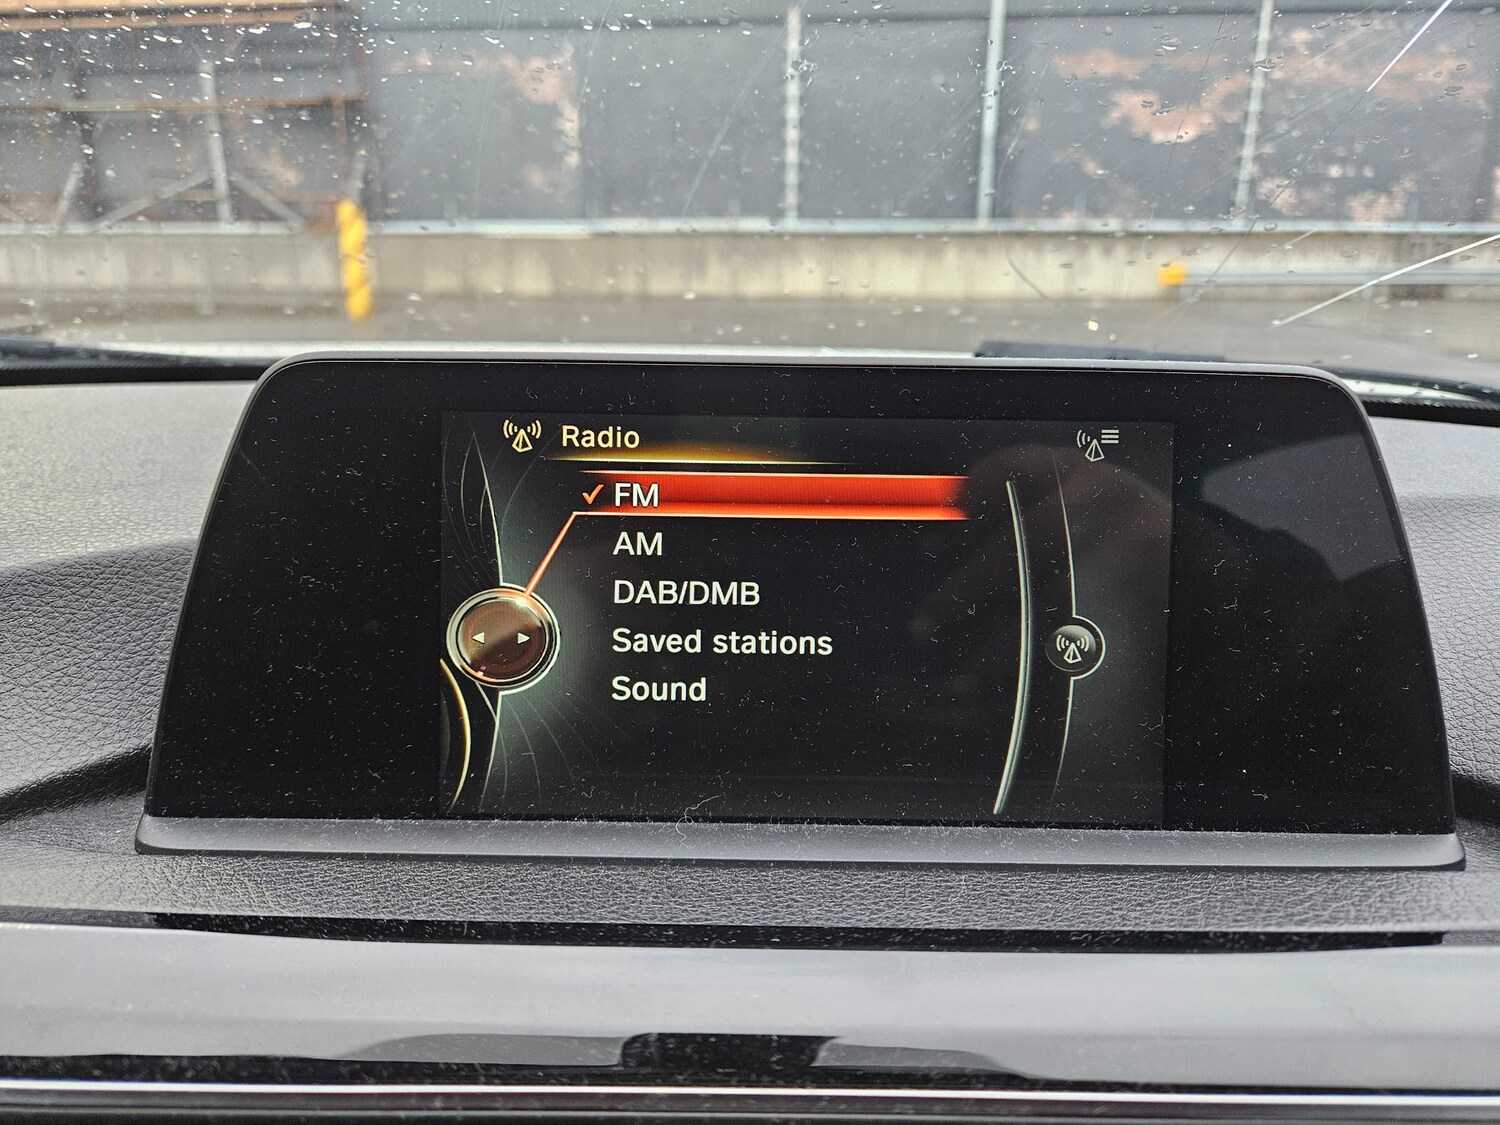 Radio
FM
AM
DAB/DMB
Saved stations
Sound